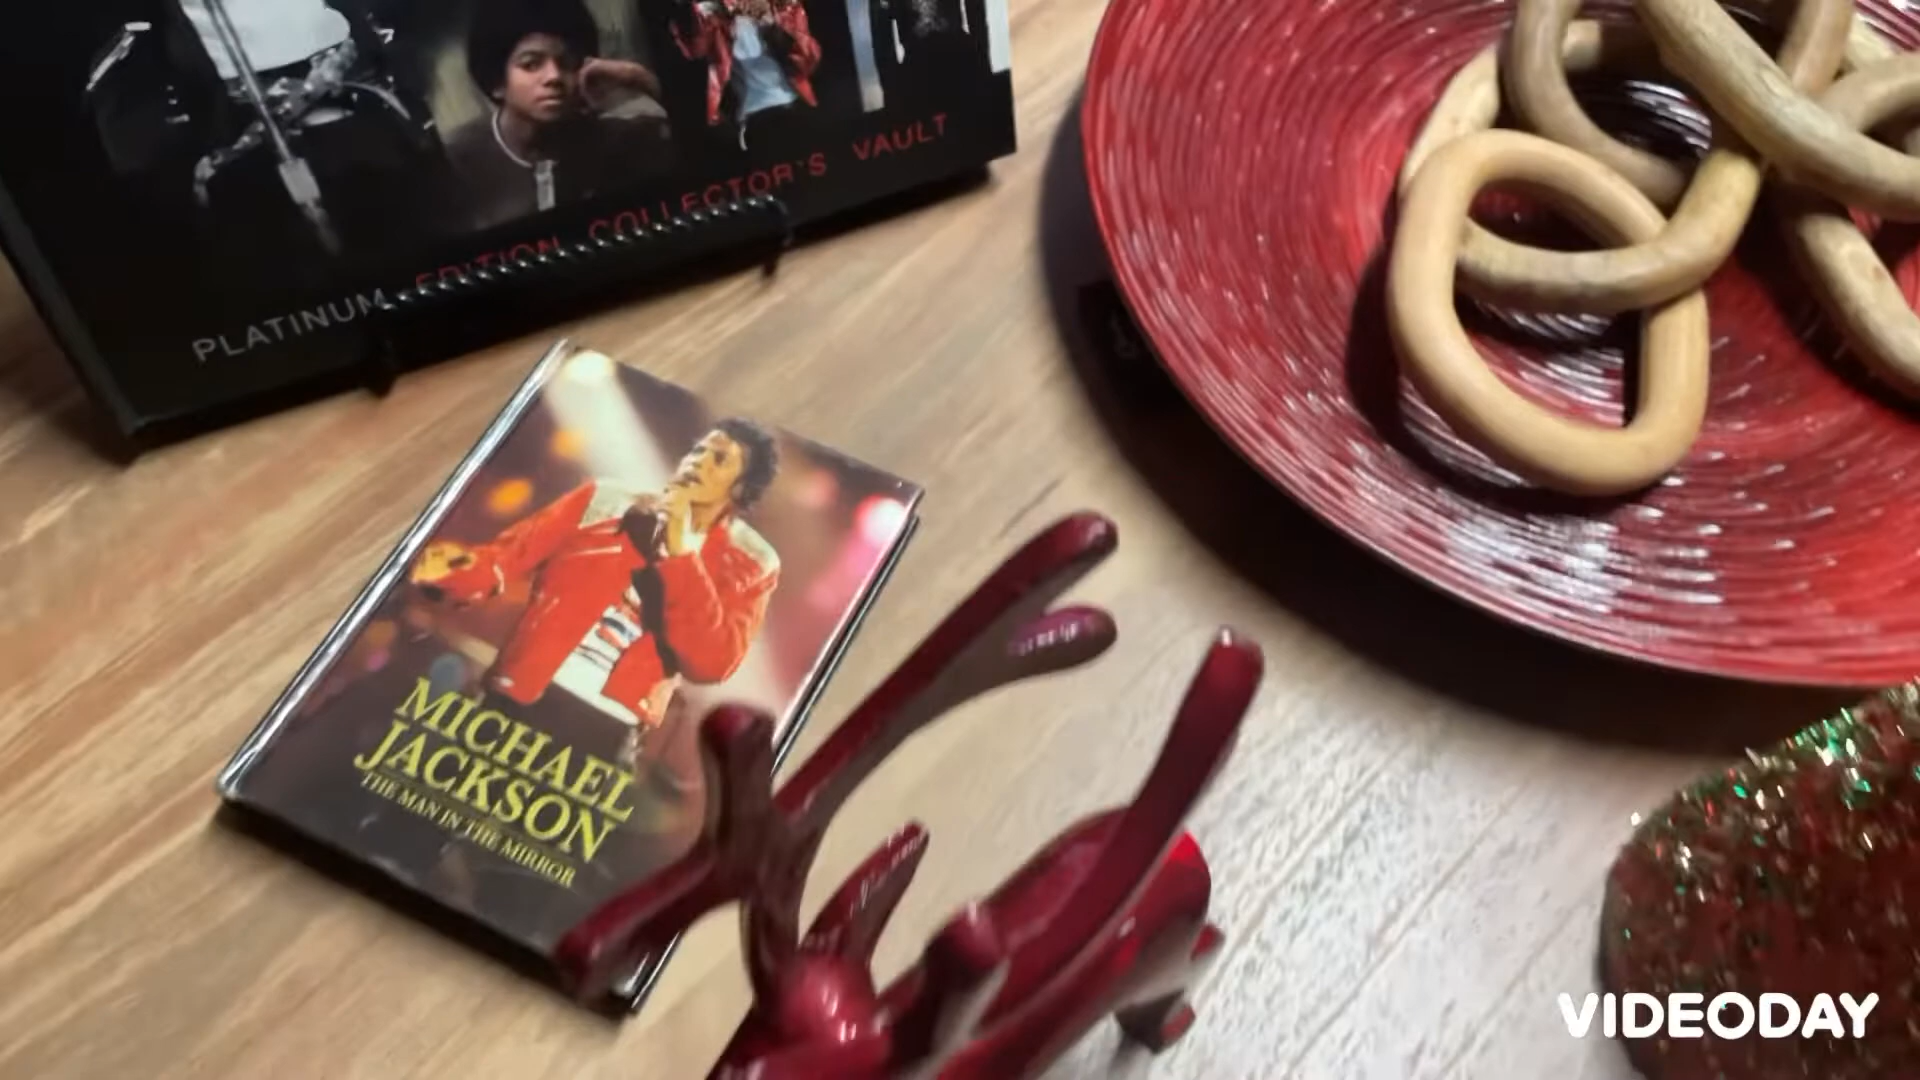 PLATINUM EDITION COLLECTOR'S VAULT
MICHAEL
JACKSON
THE MAN IN THE MIRROR
VIDEODAY